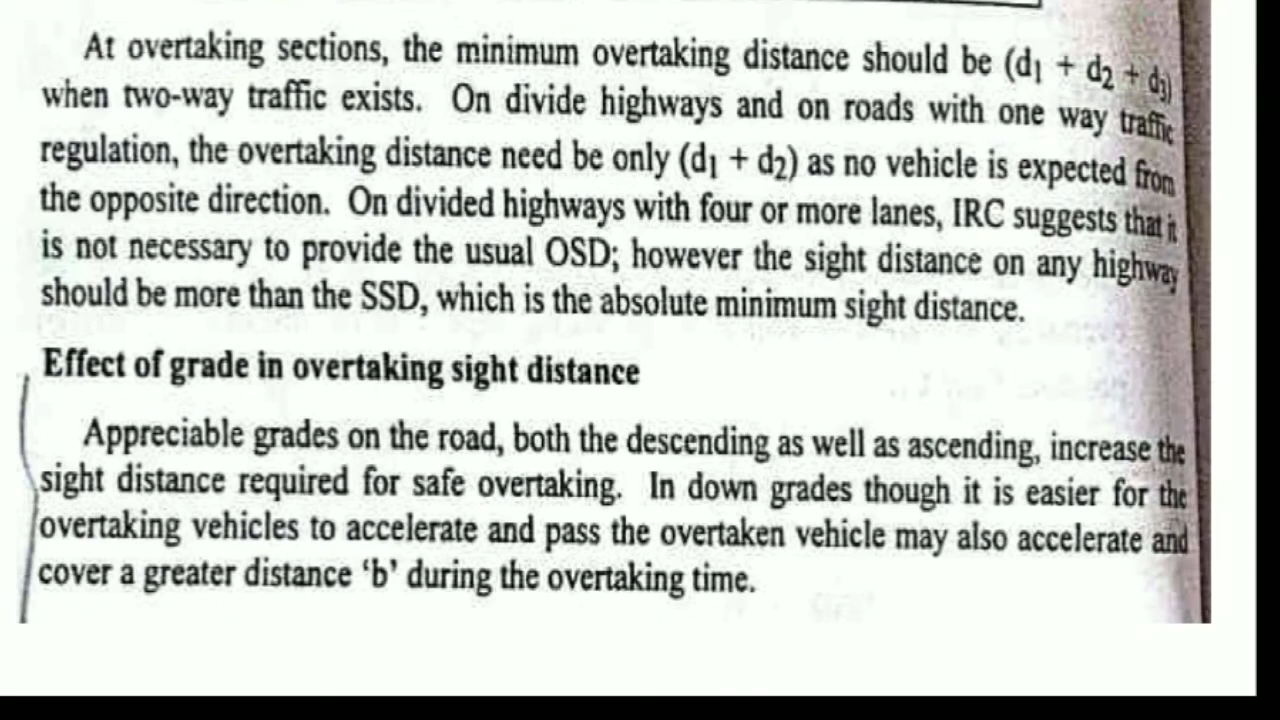 At overtaking sections, the minimum overtaking distance should be (d₁ + d₂ + d₃)
when two-way traffic exists. On divide highways and on roads with one way traffic
regulation, the overtaking distance need be only (d₁ + d₂) as no vehicle is expected from
the opposite direction. On divided highways with four or more lanes, IRC suggests that it
is not necessary to provide the usual OSD; however the sight distance on any highway
should be more than the SSD, which is the absolute minimum sight distance.
Effect of grade in overtaking sight distance
Appreciable grades on the road, both the descending as well as ascending, increase the
sight distance required for safe overtaking. In down grades though it is easier for the
overtaking vehicles to accelerate and pass the overtaken vehicle may also accelerate and
cover a greater distance ‘b’ during the overtaking time.